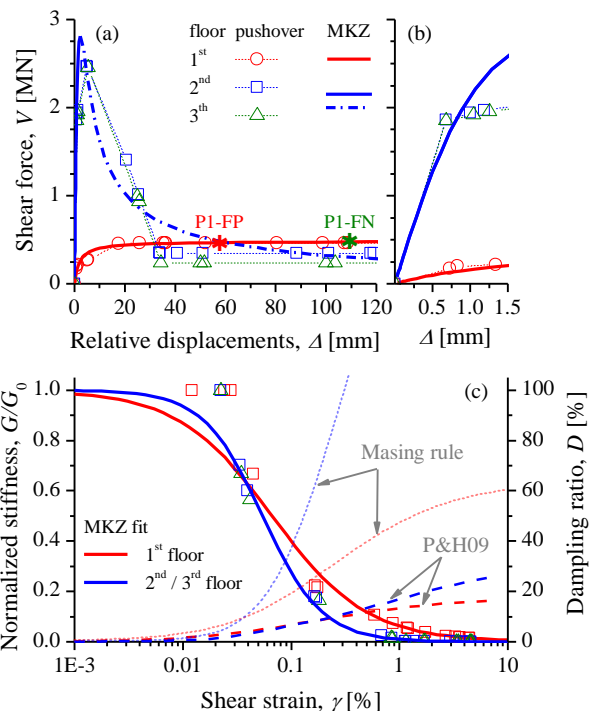 (a) floor pushover MKZ
1st
2nd
3th
P1-FP P1-FN
3
2
1
0
0 20 40 60 80 100 120
Shear force, V [MN]
Relative displacements, Δ [mm]
(b)
0.5 1.0 1.5
Δ [mm]
(c)
Masing rule
P&H09
MKZ fit
1st floor
2nd / 3rd floor
1.0
0.8
0.6
0.4
0.2
0.0
Normalized stiffness, G/G0
100
80
60
40
20
0
Dampling ratio, D [%]
1E-3 0.01 0.1 1 10
Shear strain, γ [%]